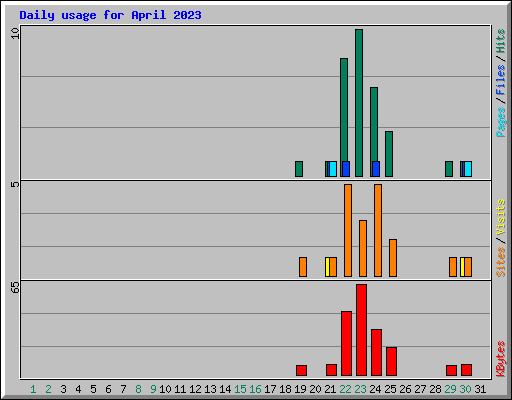 Daily usage for April 2023
10
5
65
Pages / Files / Hits
Sites / Visits
KBytes
1 2 3 4 5 6 7 8 9 10 11 12 13 14 15 16 17 18 19 20 21 22 23 24 25 26 27 28 29 30 31